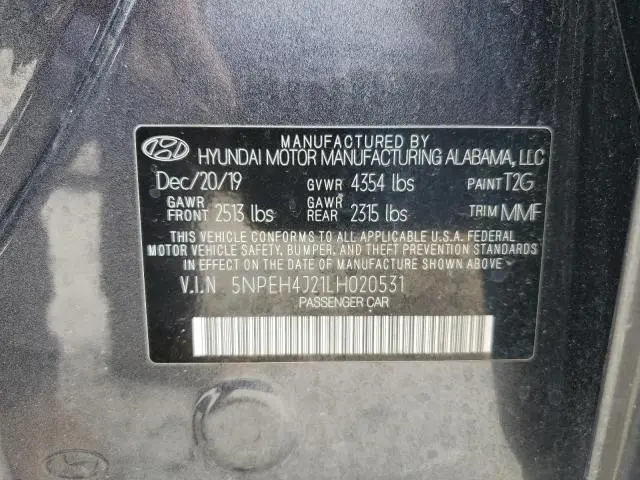 MANUFACTURED BY
HYUNDAI MOTOR MANUFACTURING ALABAMA, LLC
Dec/20/19 GVWR 4354 lbs PAINT T2G
GAWR FRONT 2513 lbs GAWR REAR 2315 lbs TRIM MMF
THIS VEHICLE CONFORMS TO ALL APPLICABLE U.S.A. FEDERAL
MOTOR VEHICLE SAFETY, BUMPER, AND THEFT PREVENTION STANDARDS
IN EFFECT ON THE DATE OF MANUFACTURE SHOWN ABOVE.
V.I.N 5NPEH4J21LH020531
PASSENGER CAR